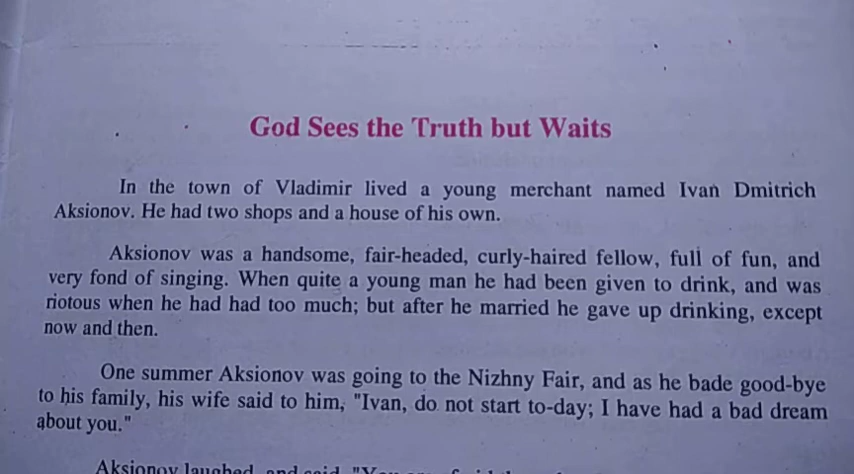 God Sees the Truth but Waits
In the town of Vladimir lived a young merchant named Ivan Dmitrich
Aksionov. He had two shops and a house of his own.
Aksionov was a handsome, fair-headed, curly-haired fellow, full of fun, and
very fond of singing. When quite a young man he had been given to drink, and was
riotous when he had had too much; but after he married he gave up drinking, except
now and then.
One summer Aksionov was going to the Nizhny Fair, and as he bade good-bye
to his family, his wife said to him, "Ivan, do not start to-day; I have had a bad dream
about you."
Aksionov laughed, and said, "You